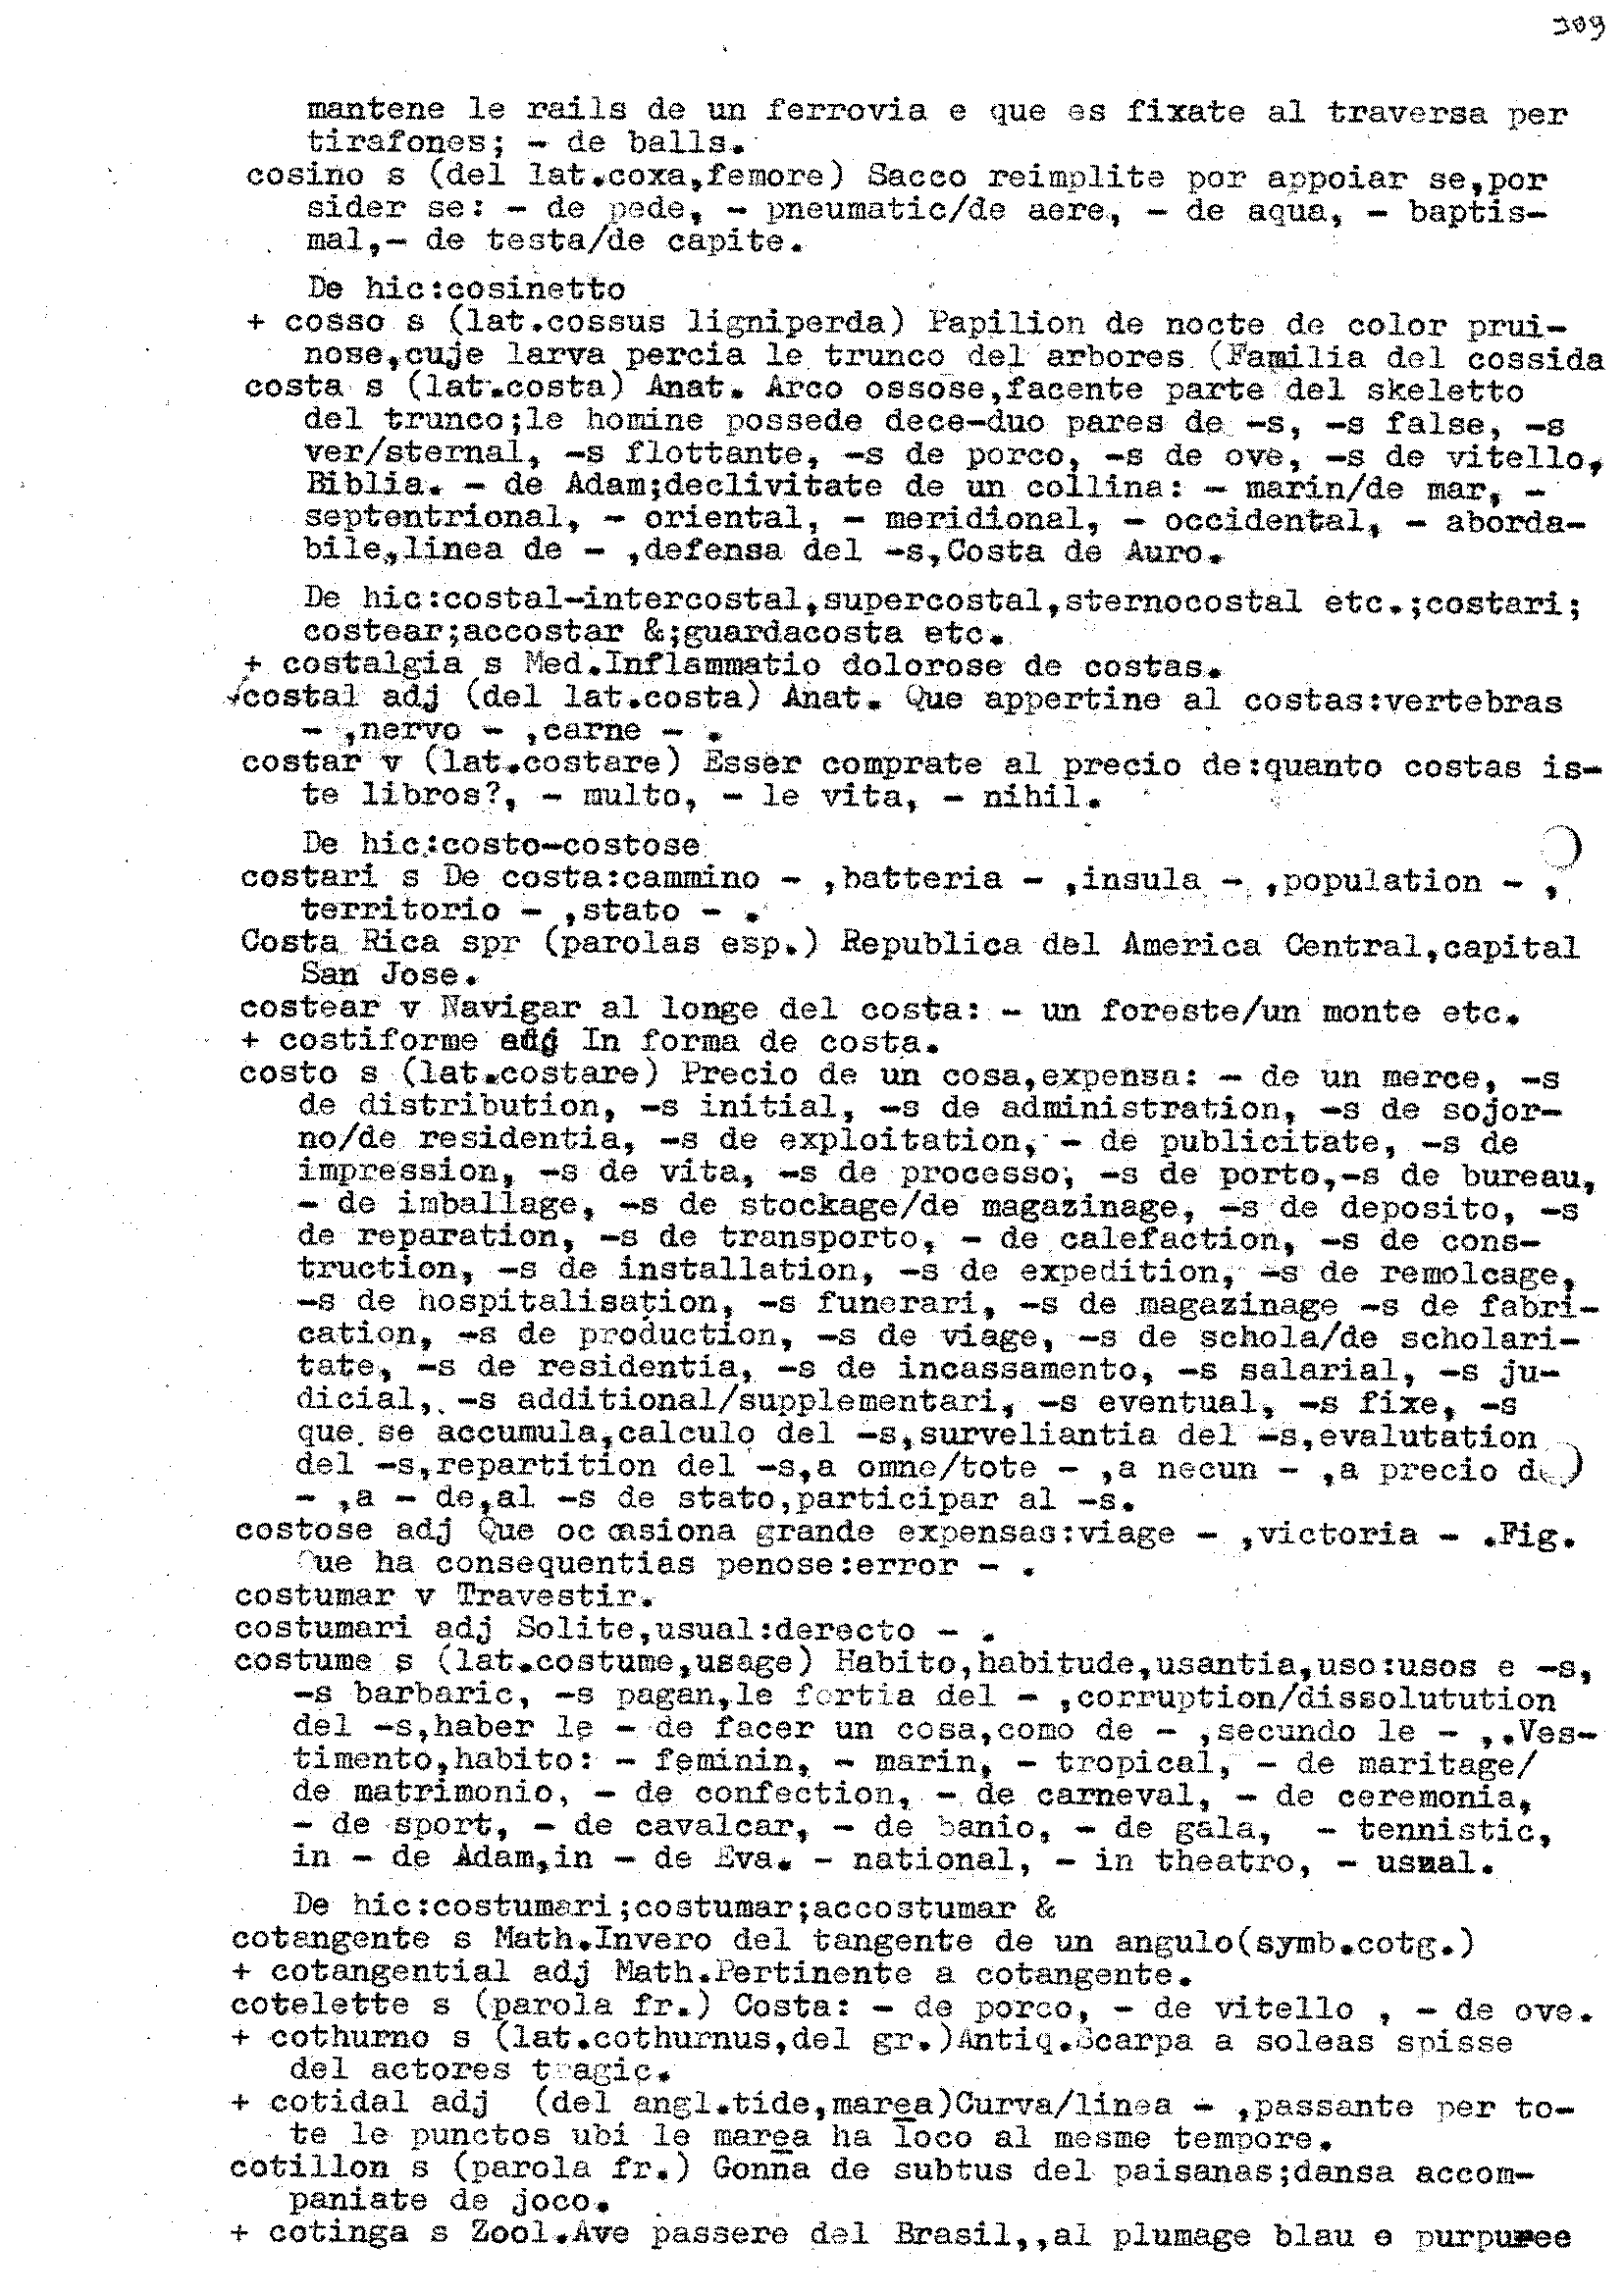 309
mantene le rails de un ferrovia e que es fixate al traversa per
tirafones; - de balls.
cosino s (del lat.coxa,femore) Sacco reimplite por appoiar se,por
sider se: - de pede, - pneumatic/de aere, - de aqua, - baptis-
mal,- de testa/de capite.
De hic:cosinetto
+ cosso s (lat.cossus ligniperda) Papilion de nocte de color prui-
nose,cuje larva percia le trunco del arbores (Familia del cossida
costa s (lat.costa) Anat. Arco ossose,facente parte del skeletto
del trunco;le homine possede dece-duo pares de -s, -s false, -s
ver/sternal, -s flottante, -s de porco, -s de ove, -s de vitello,
Biblia. - de Adam;declivitate de un collina: - marin/de mar, -
septentrional, - oriental, - meridional, - occidental, - aborda-
bile,linea de - ,defensa del -s,Costa de Auro.
De hic:costal-intercostal,supercostal,sternocostal etc.;costari;
costear;accostar &;guardacosta etc.
+ costalgia s Med.Inflammatio dolorose de costas.
√costal adj (del lat.costa) Anat. Que appertine al costas:vertebras
- ,nervo - ,carne - .
costar v (lat.costare) Esser comprate al precio de:quanto costas is-
te libros?, - multo, - le vita, - nihil.
De hic:costo-costose
costari s De costa:cammino - ,batteria - ,insula - ,population - ,
territorio - ,stato - .
Costa Rica spr (parolas esp.) Republica del America Central,capital
San Jose.
costear v Navigar al longe del costa: - un foreste/un monte etc.
+ costiforme adj In forma de costa.
costo s (lat.costare) Precio de un cosa,expensa: - de un merce, -s
de distribution, -s initial, -s de administration, -s de sojor-
no/de residentia, -s de exploitation, - de publicitate, -s de
impression, -s de vita, -s de processo, -s de porto,-s de bureau,
- de imballage, -s de stockage/de magazinage, -s de deposito, -s
de reparation, -s de transporto, - de calefaction, -s de cons-
truction, -s de installation, -s de expedition, -s de remolcage,
-s de hospitalisation, -s funerari, -s de magazinage -s de fabri-
cation, -s de production, -s de viage, -s de schola/de scholari-
tate, -s de residentia, -s de incassamento, -s salarial, -s ju-
dicial, -s additional/supplementari, -s eventual, -s fixe, -s
que se accumula,calculo del -s,surveliantia del -s,evalutation
del -s,repartition del -s,a omne/tote - ,a necun - ,a precio de
- ,a - de,al -s de stato,participar al -s.
costose adj Que occasiona grande expensas:viage - ,victoria - .Fig.
Que ha consequentias penose:error - .
costumar v Travestir.
costumari adj Solite,usual:derecto - .
costume s (lat.costume,usage) Habito,habitude,usantia,uso:usos e -s,
-s barbaric, -s pagan,le fortia del - ,corruption/dissolutution
del -s,haber le - de facer un cosa,como de - ,secundo le - ,.Ves-
timento,habito: - feminin, - marin, - tropical, - de maritage/
de matrimonio, - de confection, - de carneval, - de ceremonia,
- de sport, - de cavalcar, - de banio, - de gala, - tennistic,
in - de Adam,in - de Eva. - national, - in theatro, - usual.
De hic:costumari;costumar;accostumar &
cotangente s Math.Invero del tangente de un angulo(symb.cotg.)
+ cotangential adj Math.Pertinente a cotangente.
cotelette s (parola fr.) Costa: - de porco, - de vitello , - de ove.
+ cothurno s (lat.cothurnus,del gr.)Antiq.Scarpa a soleas spisse
del actores tragic.
+ cotidal adj (del angl.tide,marea)Curva/linea - ,passante per to-
te le punctos ubi le marea ha loco al mesme tempore.
cotillon s (parola fr.) Gonna de subtus del paisanas;dansa accom-
paniate de joco.
+ cotinga s Zool.Ave passere del Brasil,,al plumage blau e purpuree